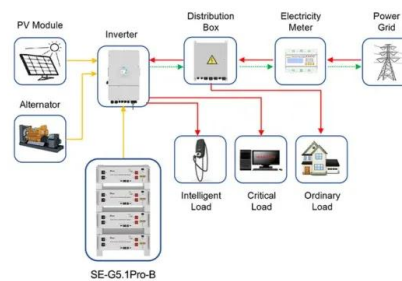 PV Module
Inverter
Distribution
Box
Electricity
Meter
Power
Grid
Alternator
Intelligent
Load
Critical
Load
Ordinary
Load
SE-G5.1Pro-B